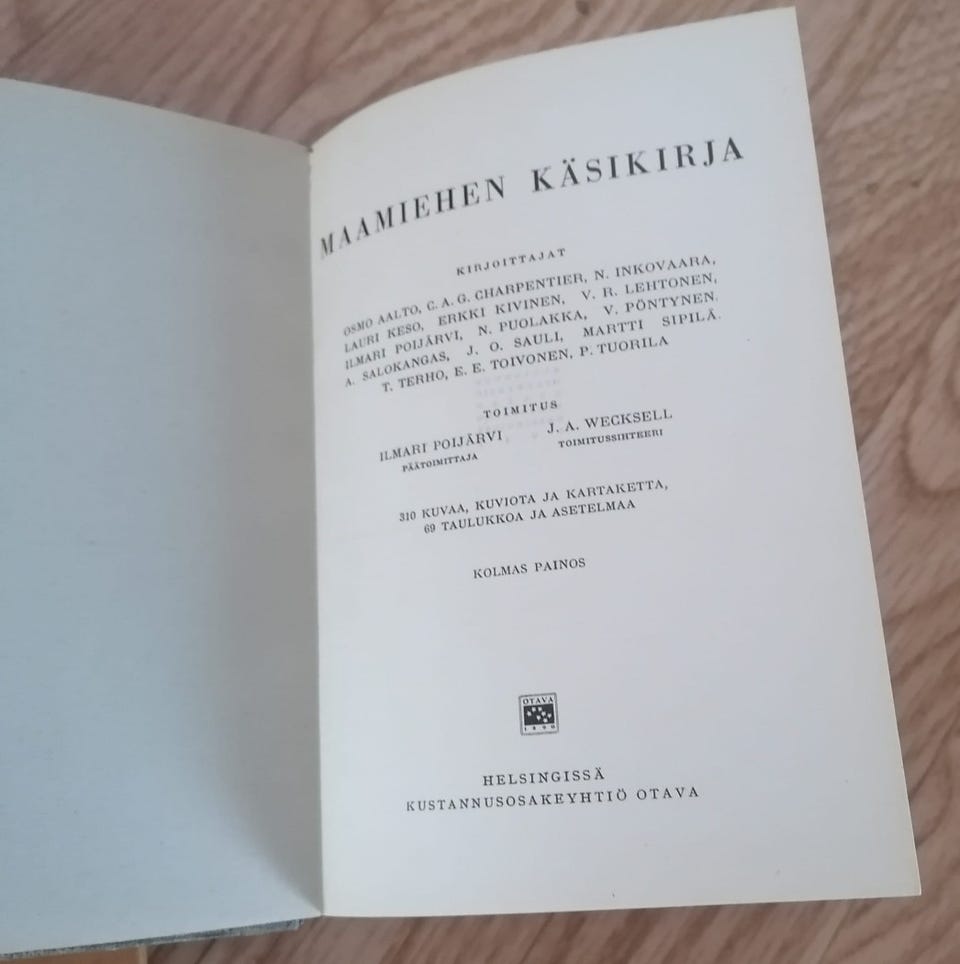 MAAMIEHEN KÄSIKIRJA
KIRJOITTAJAT
OSMO AALTO, C. A. G. CHARPENTIER, N. INKOVAARA,
LAURI KESO, ERKKI KIVINEN, V. R. LEHTONEN,
ILMARI POIJÄRVI, N. PUOLAKKA, V. PÖNTYNEN,
A. SALOKANGAS, J. O. SAULI, MARTTI SIPILÄ,
T. TERHO, E. E. TOIVONEN, P. TUORILA
TOIMITUS
ILMARI POIJÄRVI
PÄÄTOIMITTAJA
J. A. WECKSELL
TOIMITUSSIHTEERI
310 KUVAA, KUVIOTA JA KARTAKETTA,
69 TAULUKKOA JA ASETELMAA
KOLMAS PAINOS
OTAVA
1890
HELSINGISSÄ
KUSTANNUSOSAKEYHTIÖ OTAVA